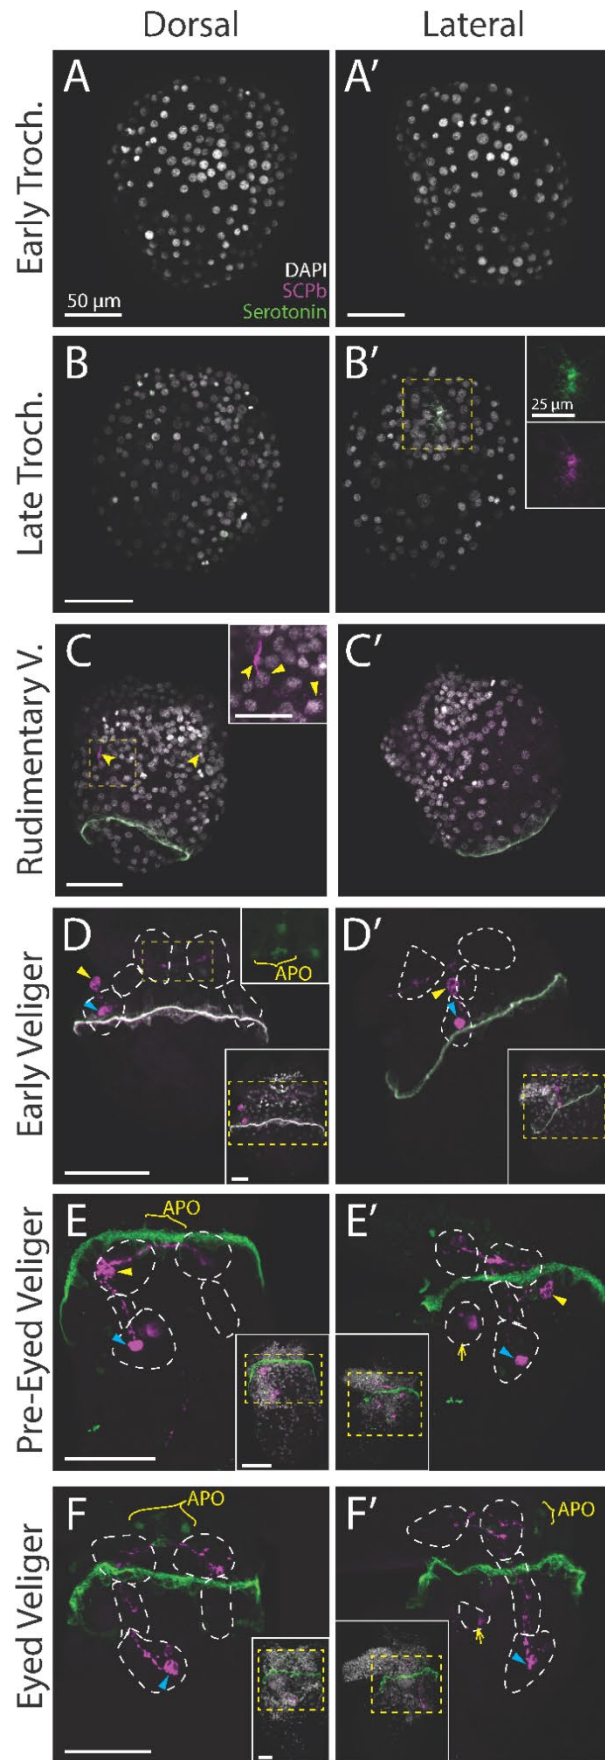 Dorsal
Lateral
Early Troch.
A
A′
DAPI
SCPb
Serotonin
50 µm
Late Troch.
B
B′
25 µm
Rudimentary V.
C
C′
Early Veliger
D
APO
D′
Pre-Eyed Veliger
E
APO
E′
Eyed Veliger
F
APO
F′
APO